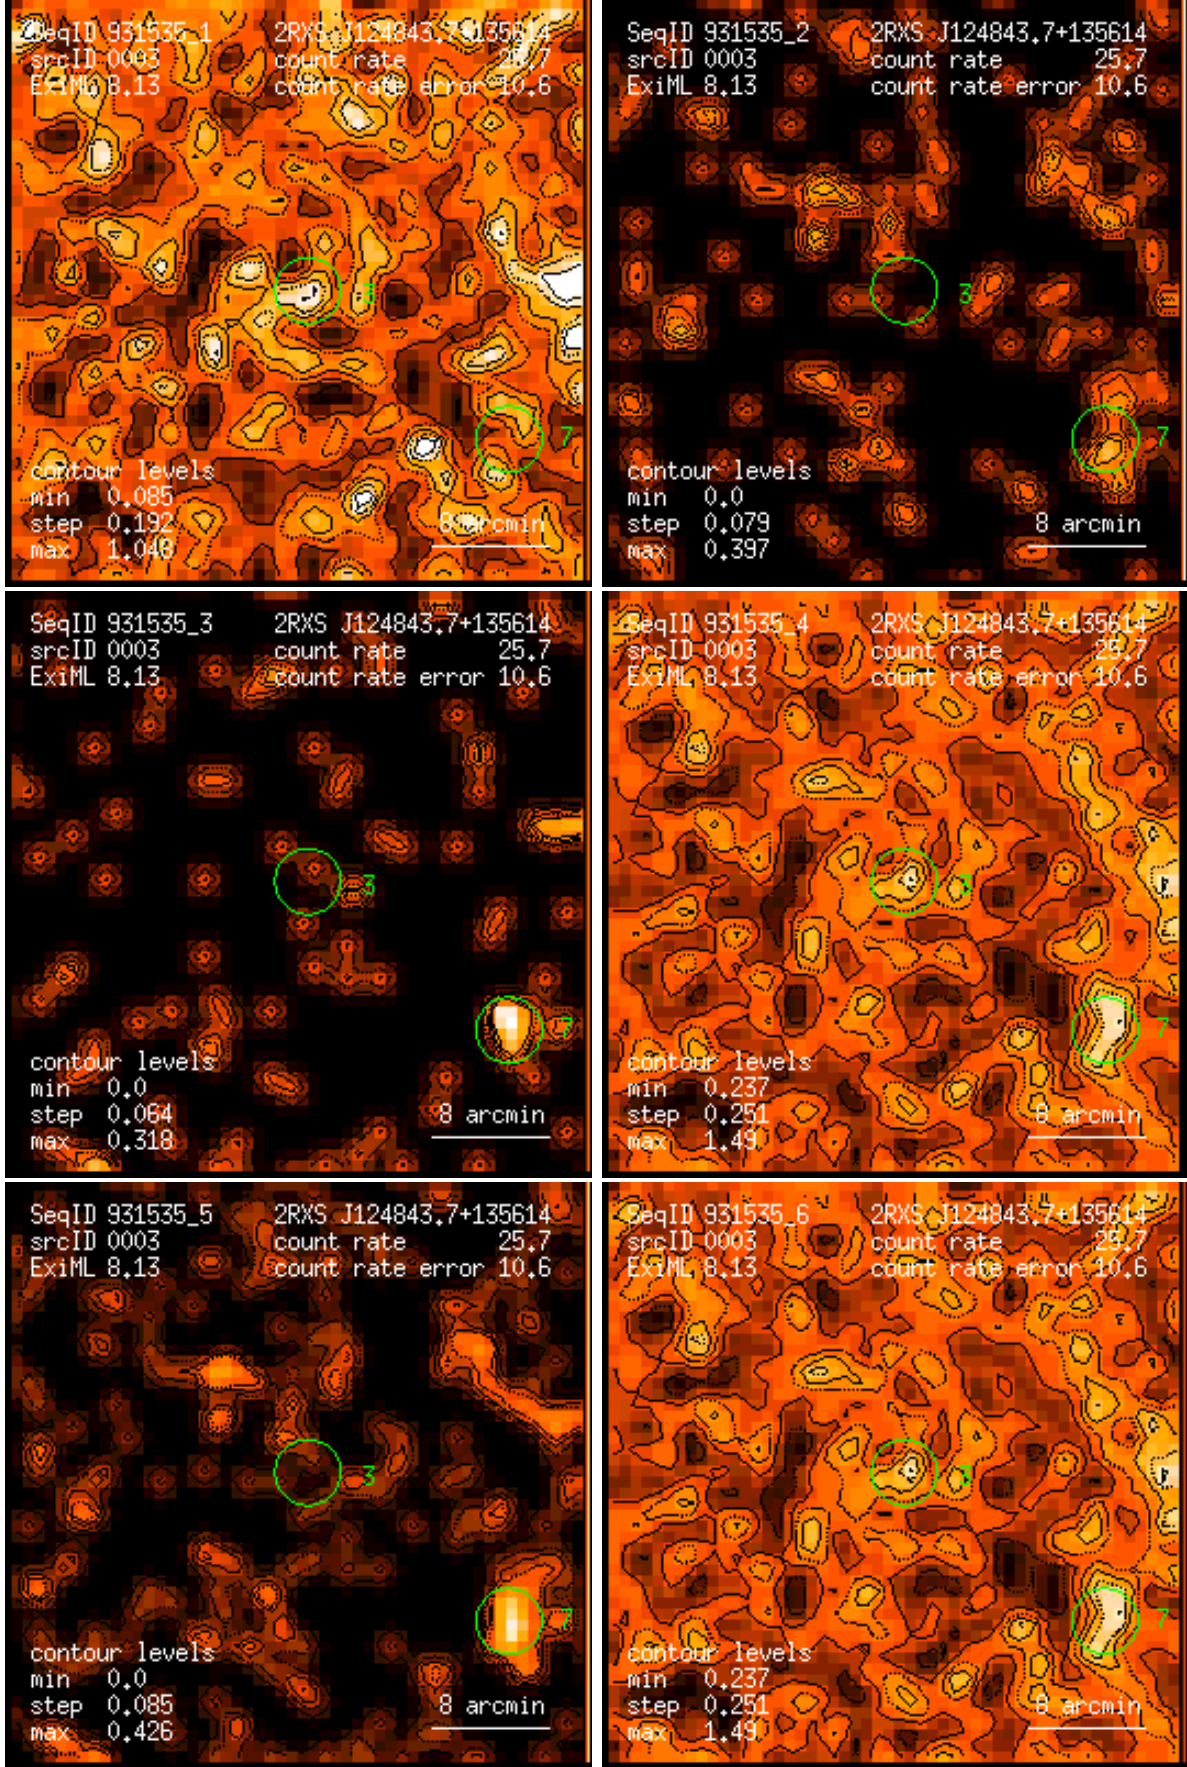 SeqID 931535_1 2RXS J124843.7+135614
srcID 0003 count rate 25.7
ExiML 8.13 count rate error 10.6
3
7
contour levels
min 0.085
step 0.192
max 1.048
8 arcmin
SeqID 931535_2 2RXS J124843.7+135614
srcID 0003 count rate 25.7
ExiML 8.13 count rate error 10.6
3
7
contour levels
min 0.0
step 0.079
max 0.397
8 arcmin
SeqID 931535_3 2RXS J124843.7+135614
srcID 0003 count rate 25.7
ExiML 8.13 count rate error 10.6
3
7
contour levels
min 0.0
step 0.064
max 0.318
8 arcmin
SeqID 931535_4 2RXS J124843.7+135614
srcID 0003 count rate 25.7
ExiML 8.13 count rate error 10.6
3
7
contour levels
min 0.237
step 0.251
max 1.49
8 arcmin
SeqID 931535_5 2RXS J124843.7+135614
srcID 0003 count rate 25.7
ExiML 8.13 count rate error 10.6
3
7
contour levels
min 0.0
step 0.085
max 0.426
8 arcmin
SeqID 931535_6 2RXS J124843.7+135614
srcID 0003 count rate 25.7
ExiML 8.13 count rate error 10.6
3
7
contour levels
min 0.237
step 0.251
max 1.49
8 arcmin